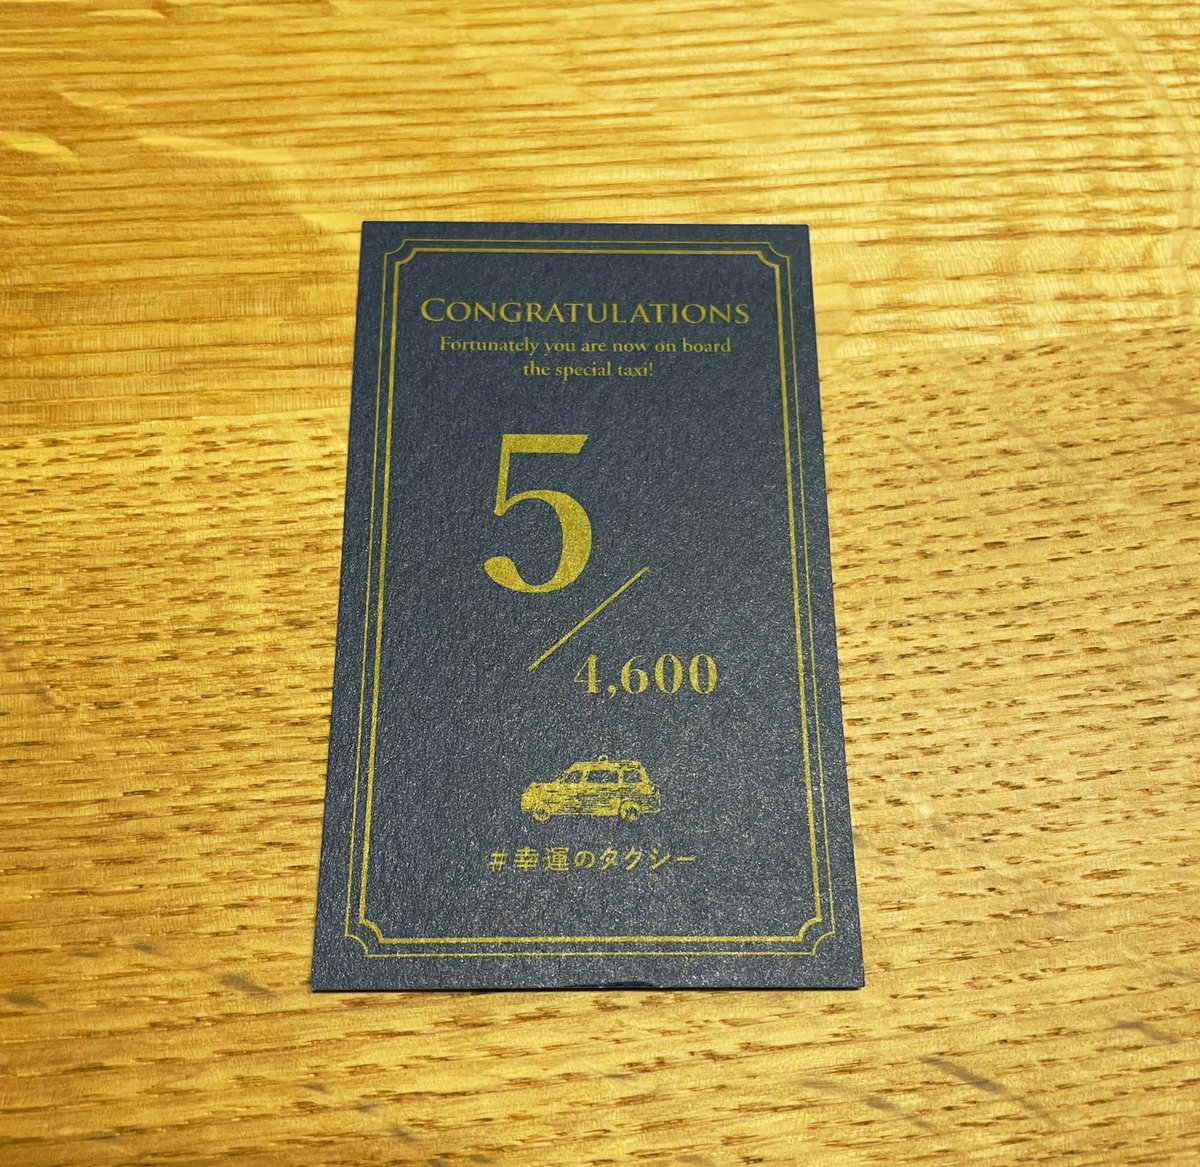 CONGRATULATIONS
Fortunately you are now on board
the special taxi!
5
4,600
#幸運のタクシー